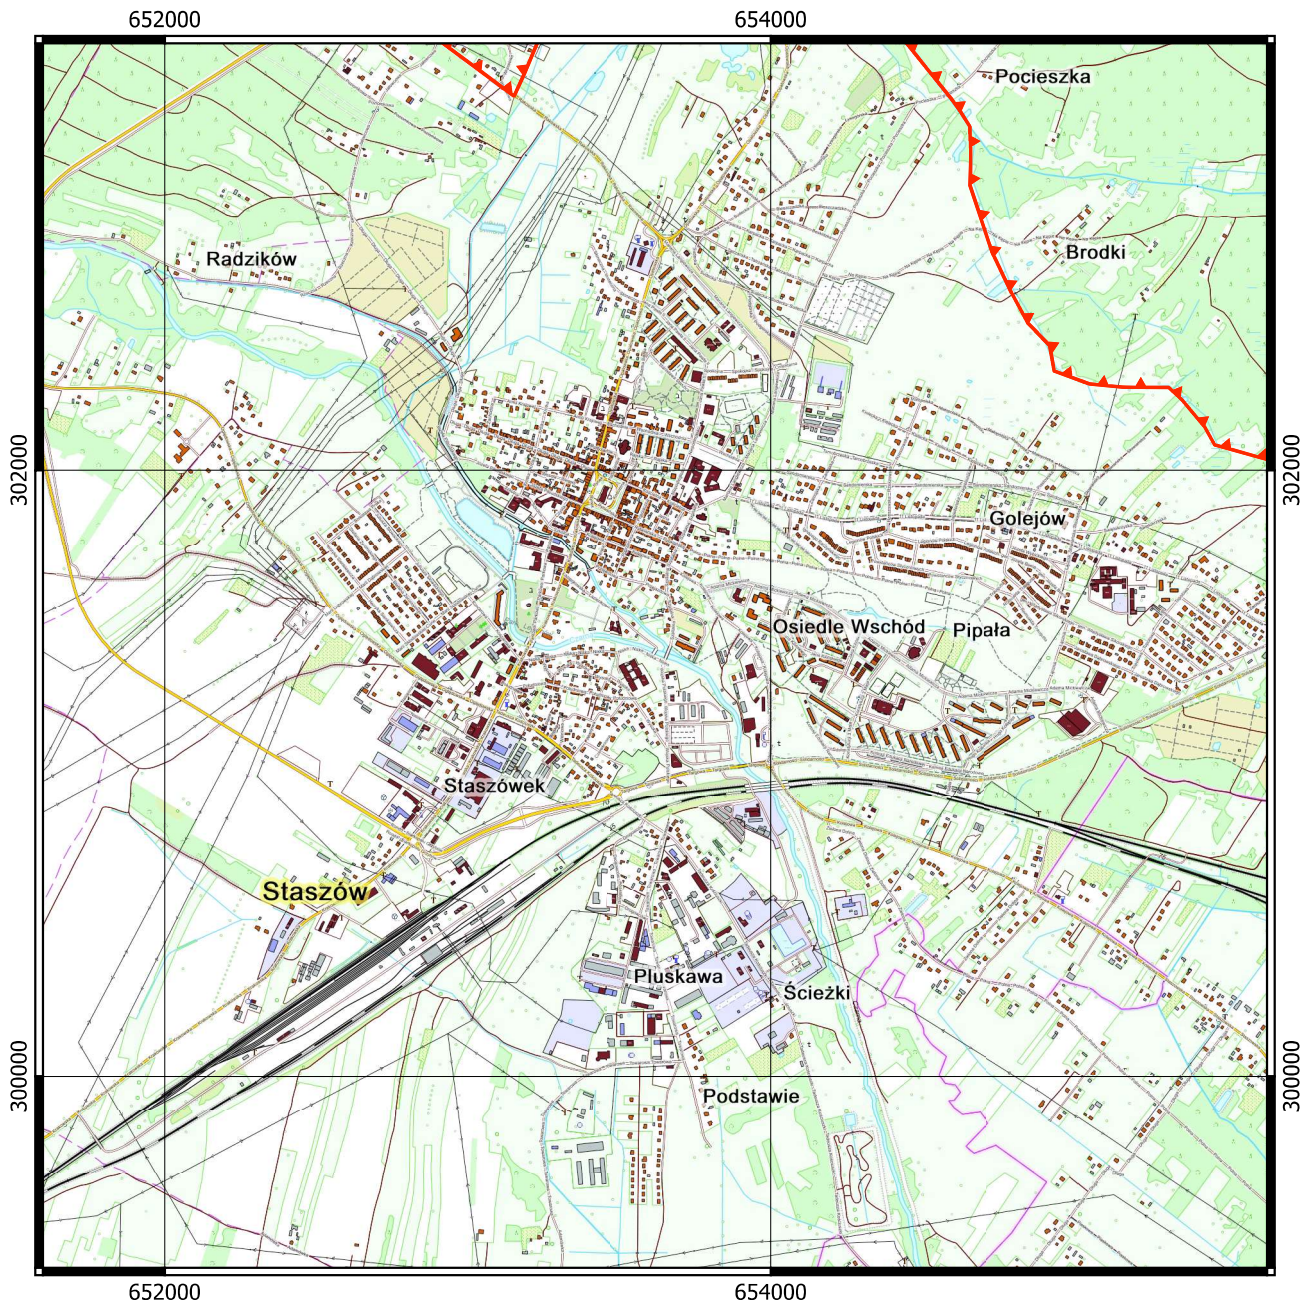 652000
654000
Pocieszka
Radzików
Brodki
302000
302000
Golejów
Osiedle Wschód
Pipała
Staszówek
Staszów
Pluskawa
Ścieżki
300000
300000
Podstawie
652000
654000